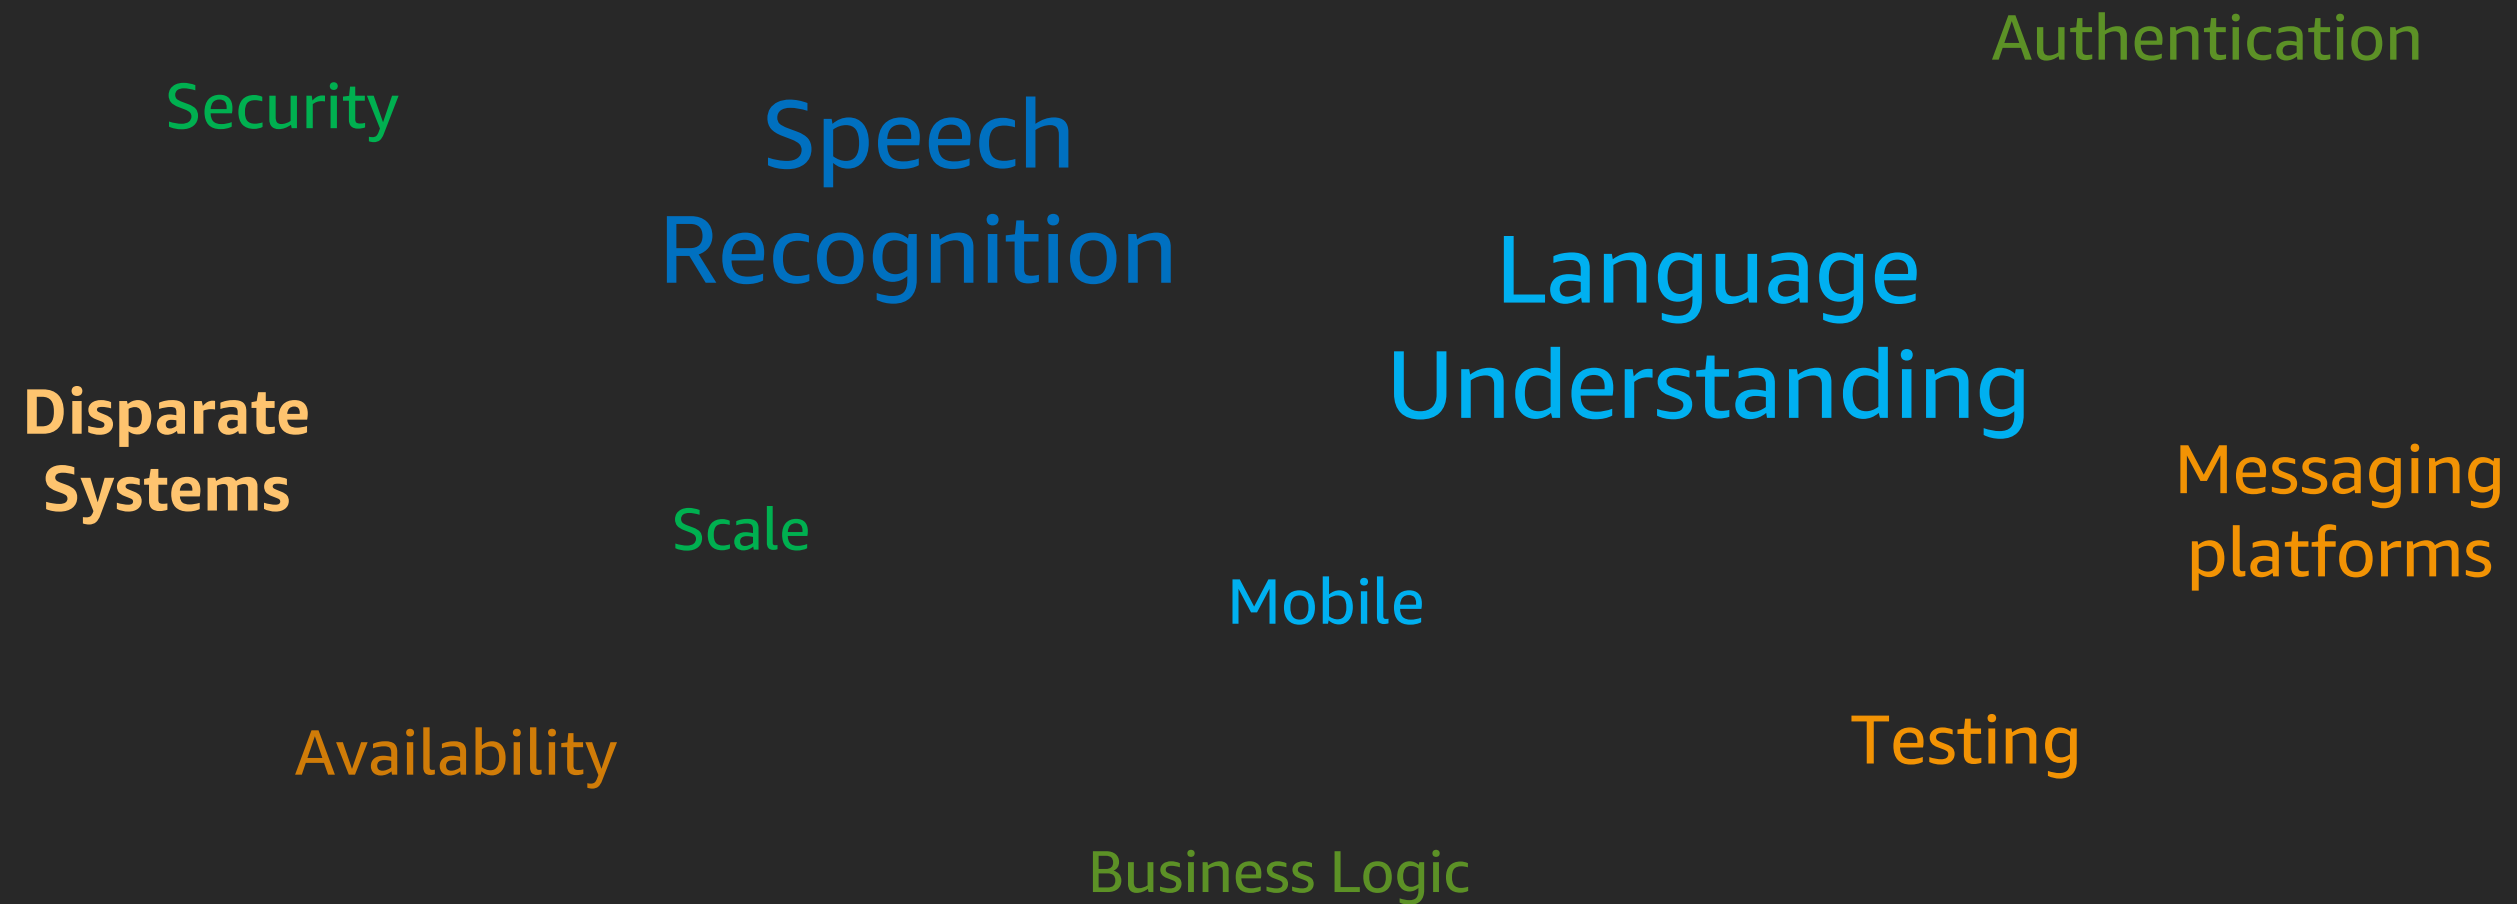 Authentication
Security
Speech
Recognition
Language
Understanding
Disparate
Systems
Messaging
platforms
Scale
Mobile
Availability
Testing
Business Logic